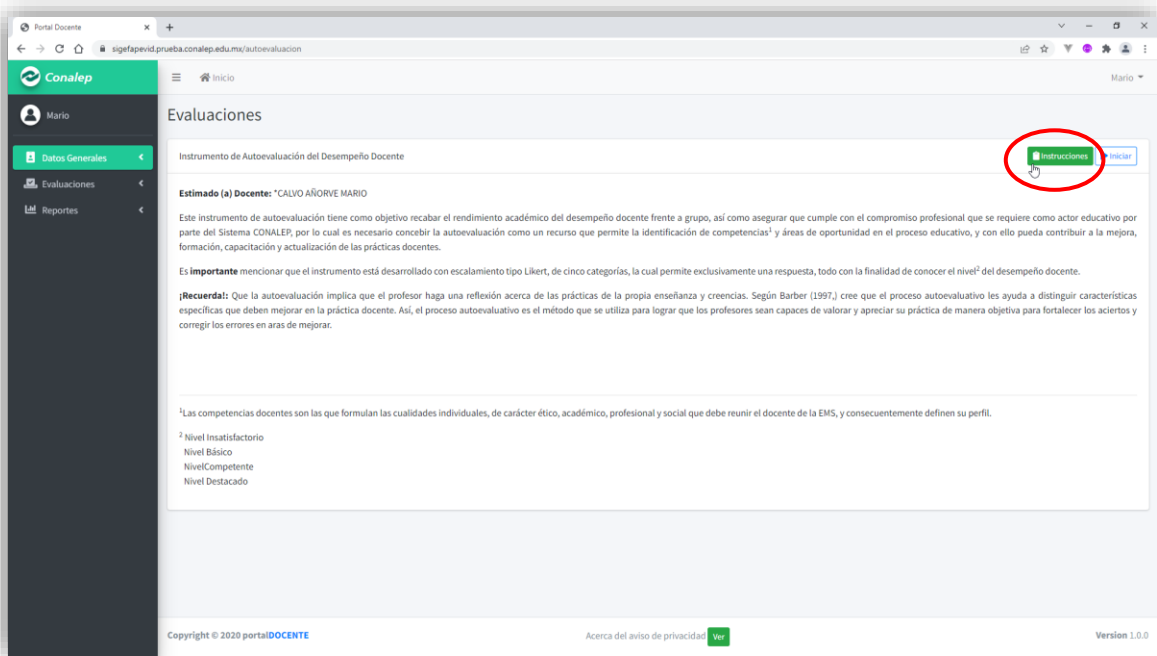 Portal Docente
sigefapevid.prueba.conalep.edu.mx/autoevaluacion
Conalep
Inicio
Mario
Mario
Evaluaciones
Datos Generales
Evaluaciones
Reportes
Instrumento de Autoevaluación del Desempeño Docente
Instrucciones
Iniciar
Estimado (a) Docente: *CALVO AÑORVE MARIO
Este instrumento de autoevaluación tiene como objetivo recabar el rendimiento académico del desempeño docente frente a grupo, así como asegurar que cumple con el compromiso profesional que se requiere como actor educativo por
parte del Sistema CONALEP, por lo cual es necesario concebir la autoevaluación como un recurso que permite la identificación de competencias¹ y áreas de oportunidad en el proceso educativo, y con ello pueda contribuir a la mejora,
formación, capacitación y actualización de las prácticas docentes.
Es importante mencionar que el instrumento está desarrollado con escalamiento tipo Likert, de cinco categorías, la cual permite exclusivamente una respuesta, todo con la finalidad de conocer el nivel² del desempeño docente.
¡Recuerda!: Que la autoevaluación implica que el profesor haga una reflexión acerca de las prácticas de la propia enseñanza y creencias. Según Barber (1997,) cree que el proceso autoevaluativo les ayuda a distinguir características
específicas que deben mejorar en la práctica docente. Así, el proceso autoevaluativo es el método que se utiliza para lograr que los profesores sean capaces de valorar y apreciar su práctica de manera objetiva para fortalecer los aciertos y
corregir los errores en aras de mejorar.
¹Las competencias docentes son las que formulan las cualidades individuales, de carácter ético, académico, profesional y social que debe reunir el docente de la EMS, y consecuentemente definen su perfil.
² Nivel Insatisfactorio
Nivel Básico
NivelCompetente
Nivel Destacado
Copyright © 2020 portalDOCENTE
Acerca del aviso de privacidad Ver
Version 1.0.0